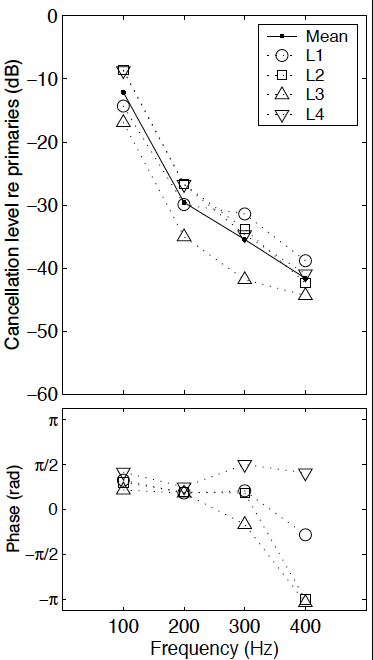 Cancellation level re primaries (dB)
0
−10
−20
−30
−40
−50
−60
Mean
L1
L2
L3
L4
Phase (rad)
π
π/2
0
−π/2
−π
100 200 300 400
Frequency (Hz)